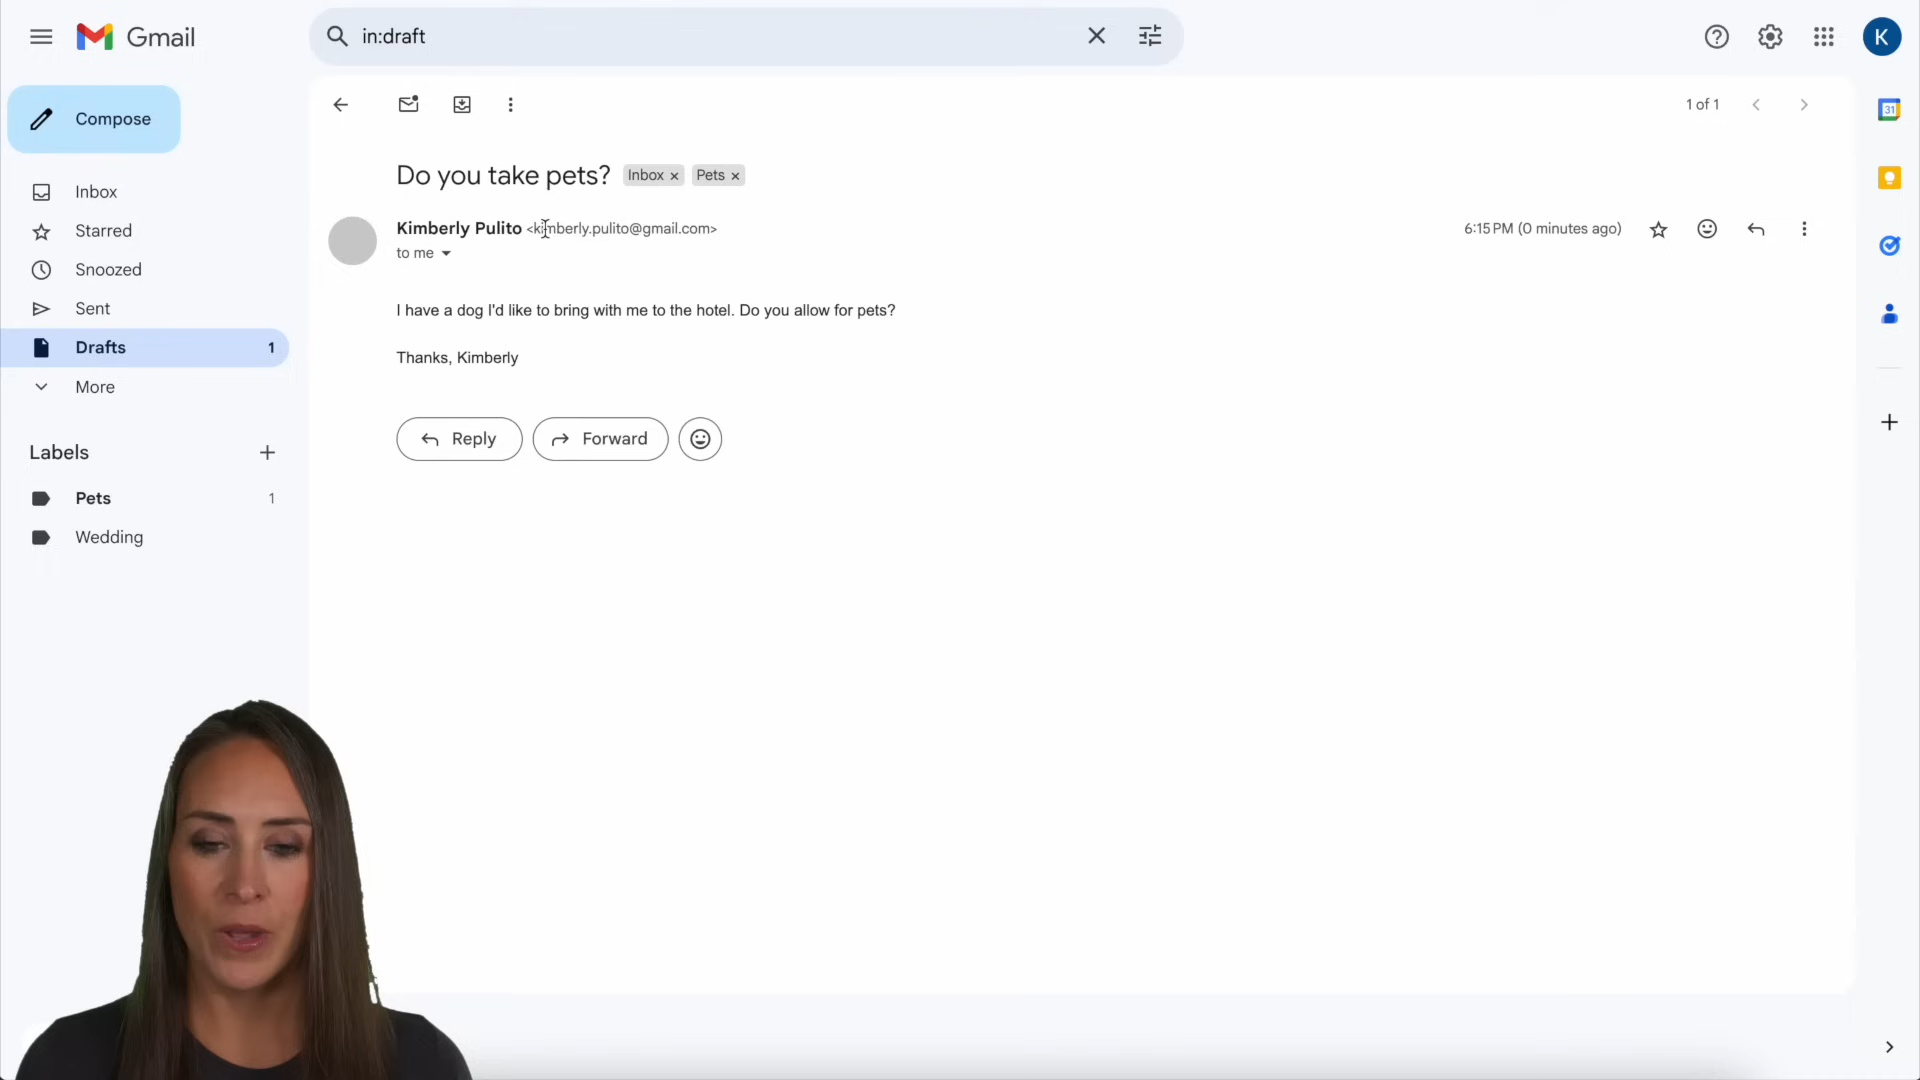 Gmail
in:draft
K
Compose
1 of 1
31
Do you take pets?
Inbox x
Pets x
Inbox
Kimberly Pulito <kimberly.pulito@gmail.com>
6:15 PM (0 minutes ago)
Starred
to me
Snoozed
I have a dog I'd like to bring with me to the hotel. Do you allow for pets?
Sent
Drafts 1
Thanks, Kimberly
More
Reply
Forward
Labels
Pets 1
Wedding